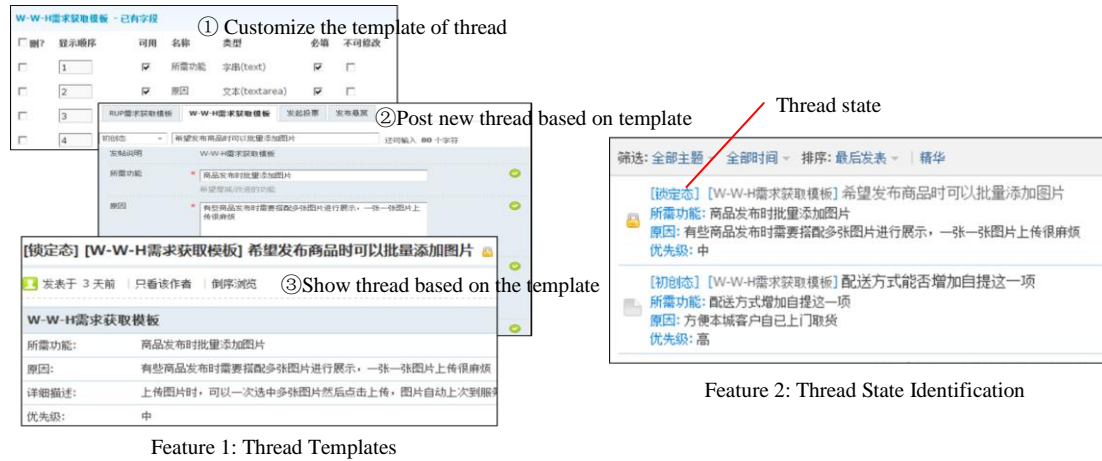 W-W-H需求获取模板 - 已有字段
① Customize the template of thread
删? 显示顺序 可用 名称 类型 必填 不可修改
1 所需功能 字串(text)
2 原因 文本(textarea)
3
4
RUP需求获取模板 W-W-H需求获取模板 发起投票 发布悬赏
②Post new thread based on template
初创态 希望发布商品时可以批量添加图片 还可输入 80 个字符
发帖说明 W-W-H需求获取模板
所需功能 * 商品发布时批量添加图片
希望增减/改进的功能
原因 * 有些商品发布时需要搭配多张图片进行展示，一张一张图片上
传很麻烦
[锁定态] [W-W-H需求获取模板] 希望发布商品时可以批量添加图片
发表于 3 天前 | 只看该作者 | 倒序浏览
③Show thread based on the template
W-W-H需求获取模板
所需功能: 商品发布时批量添加图片
原因: 有些商品发布时需要搭配多张图片进行展示，一张一张图片上传很麻烦
详细描述: 上传图片时，可以一次选中多张图片然后点击上传，图片自动上次到服务
优先级: 中
Feature 1: Thread Templates
Thread state
筛选: 全部主题 全部时间 排序: 最后发表 | 精华
[锁定态] [W-W-H需求获取模板] 希望发布商品时可以批量添加图片
所需功能: 商品发布时批量添加图片
原因: 有些商品发布时需要搭配多张图片进行展示，一张一张图片上传很麻烦
优先级: 中
[初创态] [W-W-H需求获取模板] 配送方式能否增加自提这一项
所需功能: 配送方式增加自提这一项
原因: 方便本城客户自己上门取货
优先级: 高
Feature 2: Thread State Identification